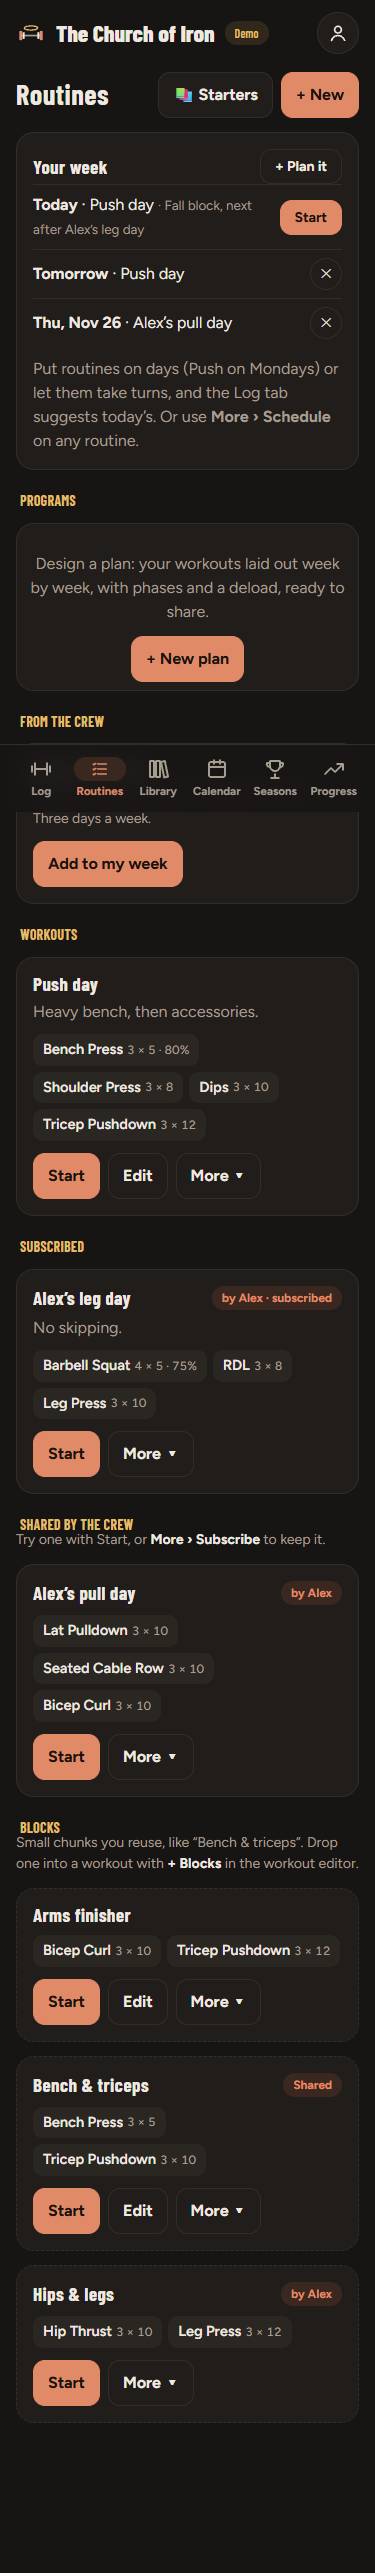 The Church of Iron Demo
Routines
Starters
+ New
Your week
+ Plan it
Today · Push day · Fall block, next
after Alex's leg day
Start
Tomorrow · Push day
Thu, Nov 26 · Alex's pull day
Put routines on days (Push on Mondays) or
let them take turns, and the Log tab
suggests today's. Or use More › Schedule
on any routine.
PROGRAMS
Design a plan: your workouts laid out week
by week, with phases and a deload, ready to
share.
+ New plan
FROM THE CREW
Log Routines Library Calendar Seasons Progress
Three days a week.
Add to my week
WORKOUTS
Push day
Heavy bench, then accessories.
Bench Press 3 × 5 · 80%
Shoulder Press 3 × 8 Dips 3 × 10
Tricep Pushdown 3 × 12
Start Edit More ▾
SUBSCRIBED
Alex's leg day by Alex · subscribed
No skipping.
Barbell Squat 4 × 5 · 75% RDL 3 × 8
Leg Press 3 × 10
Start More ▾
SHARED BY THE CREW
Try one with Start, or More › Subscribe to keep it.
Alex's pull day by Alex
Lat Pulldown 3 × 10
Seated Cable Row 3 × 10
Bicep Curl 3 × 10
Start More ▾
BLOCKS
Small chunks you reuse, like “Bench & triceps”. Drop
one into a workout with + Blocks in the workout editor.
Arms finisher
Bicep Curl 3 × 10 Tricep Pushdown 3 × 12
Start Edit More ▾
Bench & triceps Shared
Bench Press 3 × 5
Tricep Pushdown 3 × 10
Start Edit More ▾
Hips & legs by Alex
Hip Thrust 3 × 10 Leg Press 3 × 12
Start More ▾